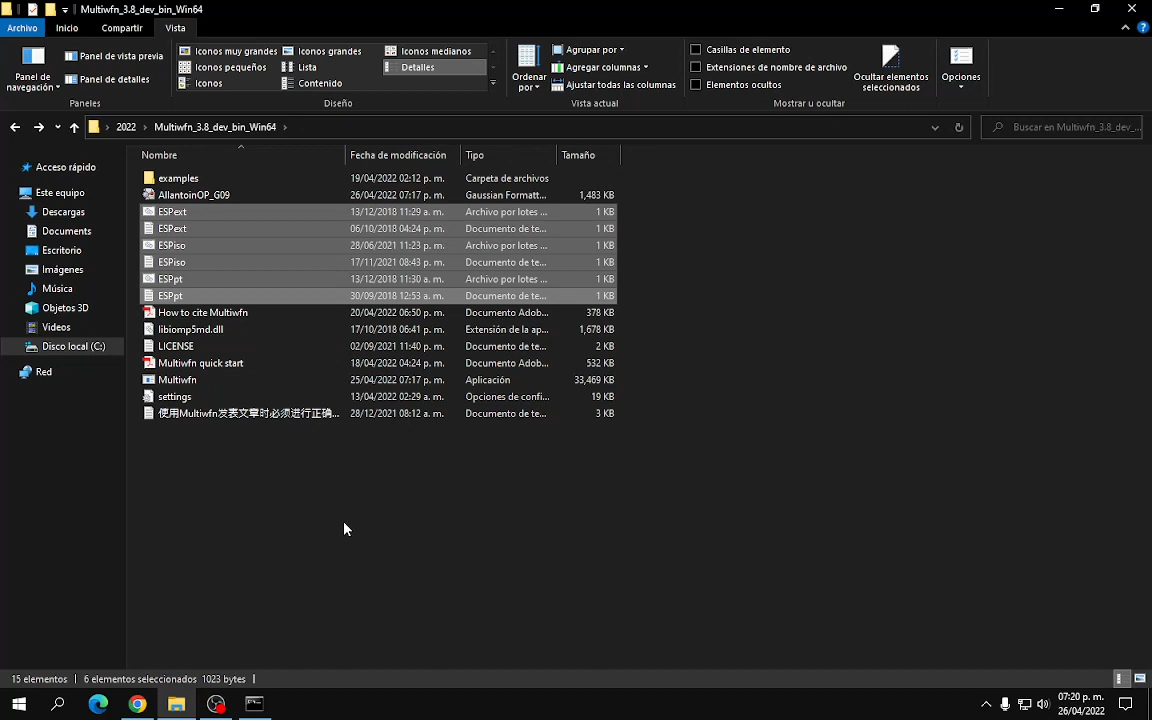 Multiwfn_3.8_dev_bin_Win64
Archivo Inicio Compartir Vista
Panel de navegación
Panel de vista previa
Panel de detalles
Paneles
Iconos muy grandes Iconos grandes Iconos medianos
Iconos pequeños Lista Detalles
Iconos Contenido
Diseño
Ordenar por
Agrupar por
Agregar columnas
Ajustar todas las columnas
Vista actual
Casillas de elemento
Extensiones de nombre de archivo
Elementos ocultos
Ocultar elementos seleccionados
Mostrar u ocultar
Opciones
2022 Multiwfn_3.8_dev_bin_Win64
Buscar en Multiwfn_3.8_dev_...
Acceso rápido
Este equipo
Descargas
Documents
Escritorio
Imágenes
Música
Objetos 3D
Videos
Disco local (C:)
Red
Nombre Fecha de modificación Tipo Tamaño
examples 19/04/2022 02:12 p. m. Carpeta de archivos
AllantoinOP_G09 26/04/2022 07:17 p. m. Gaussian Formatt... 1,483 KB
ESPext 13/12/2018 11:29 a. m. Archivo por lotes ... 1 KB
ESPext 06/10/2018 04:24 p. m. Documento de te... 1 KB
ESPiso 28/06/2021 11:23 p. m. Archivo por lotes ... 1 KB
ESPiso 17/11/2021 08:43 p. m. Documento de te... 1 KB
ESPpt 13/12/2018 11:30 a. m. Archivo por lotes ... 1 KB
ESPpt 30/09/2018 12:53 a. m. Documento de te... 1 KB
How to cite Multiwfn 20/04/2022 06:50 p. m. Documento Adob... 378 KB
libiomp5md.dll 17/10/2018 06:41 p. m. Extensión de la ap... 1,678 KB
LICENSE 02/09/2021 11:40 p. m. Documento de te... 2 KB
Multiwfn quick start 18/04/2022 04:24 p. m. Documento Adob... 532 KB
Multiwfn 25/04/2022 07:17 p. m. Aplicación 33,469 KB
settings 13/04/2022 02:29 a. m. Opciones de confi... 19 KB
使用Multiwfn发表文章时必须进行正确... 28/12/2021 08:12 a. m. Documento de te... 3 KB
15 elementos 6 elementos seleccionados 1023 bytes
07:20 p. m.
26/04/2022